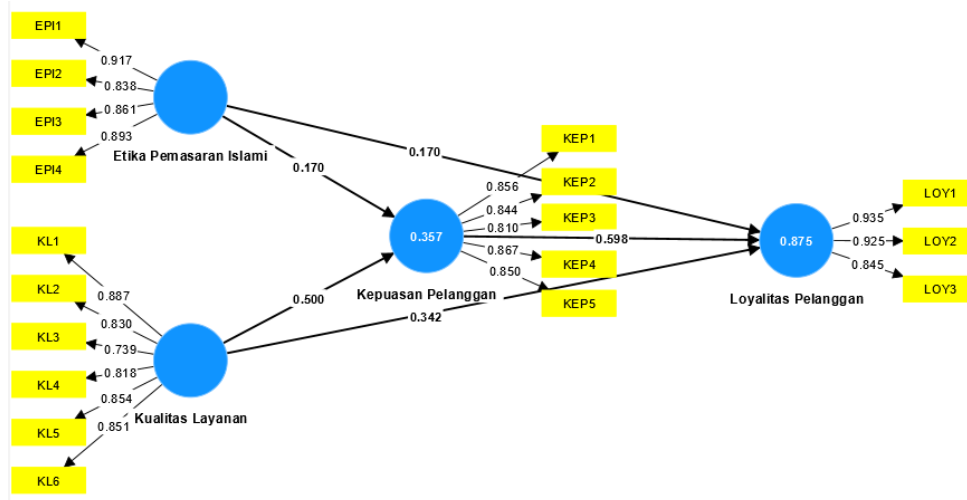 EPI1
0.917
EPI2
0.838
EPI3
0.861
EPI4
0.893
Etika Pemasaran Islami
0.170
0.170
KEP1
0.856
KEP2
0.844
KEP3
0.810
0.357
0.598
KEP4
0.867
0.850
KEP5
Kepuasan Pelanggan
LOY1
0.935
0.875
0.925
LOY2
0.845
LOY3
Loyalitas Pelanggan
KL1
0.887
KL2
0.830
KL3
0.739
KL4
0.818
KL5
0.854
KL6
0.851
0.500
0.342
Kualitas Layanan